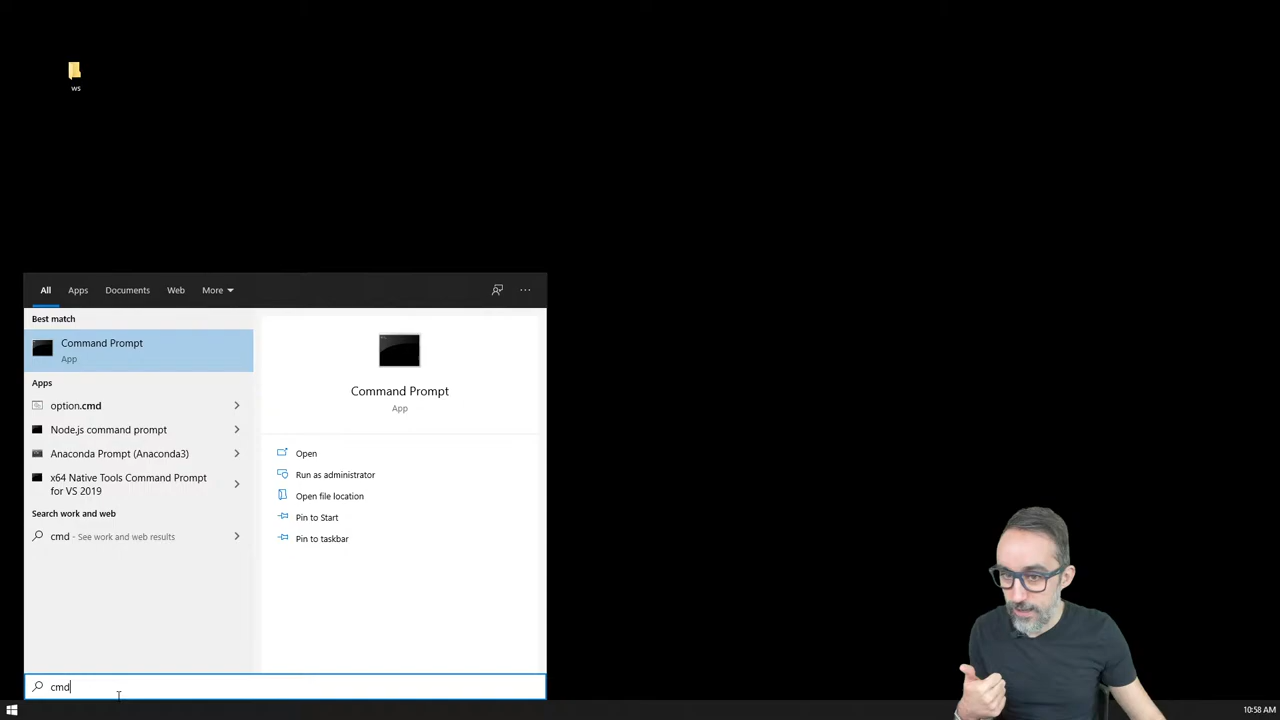 ws
All Apps Documents Web More
Best match
Command Prompt
App
Apps
option.cmd
Node.js command prompt
Anaconda Prompt (Anaconda3)
x64 Native Tools Command Prompt
for VS 2019
Search work and web
cmd - See work and web results
Command Prompt
App
Open
Run as administrator
Open file location
Pin to Start
Pin to taskbar
cmd
10:58 AM